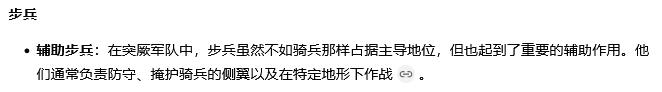 步兵
辅助步兵：在突厥军队中，步兵虽然不如骑兵那样占据主导地位，但也起到了重要的辅助作用。他
们通常负责防守、掩护骑兵的侧翼以及在特定地形下作战 。